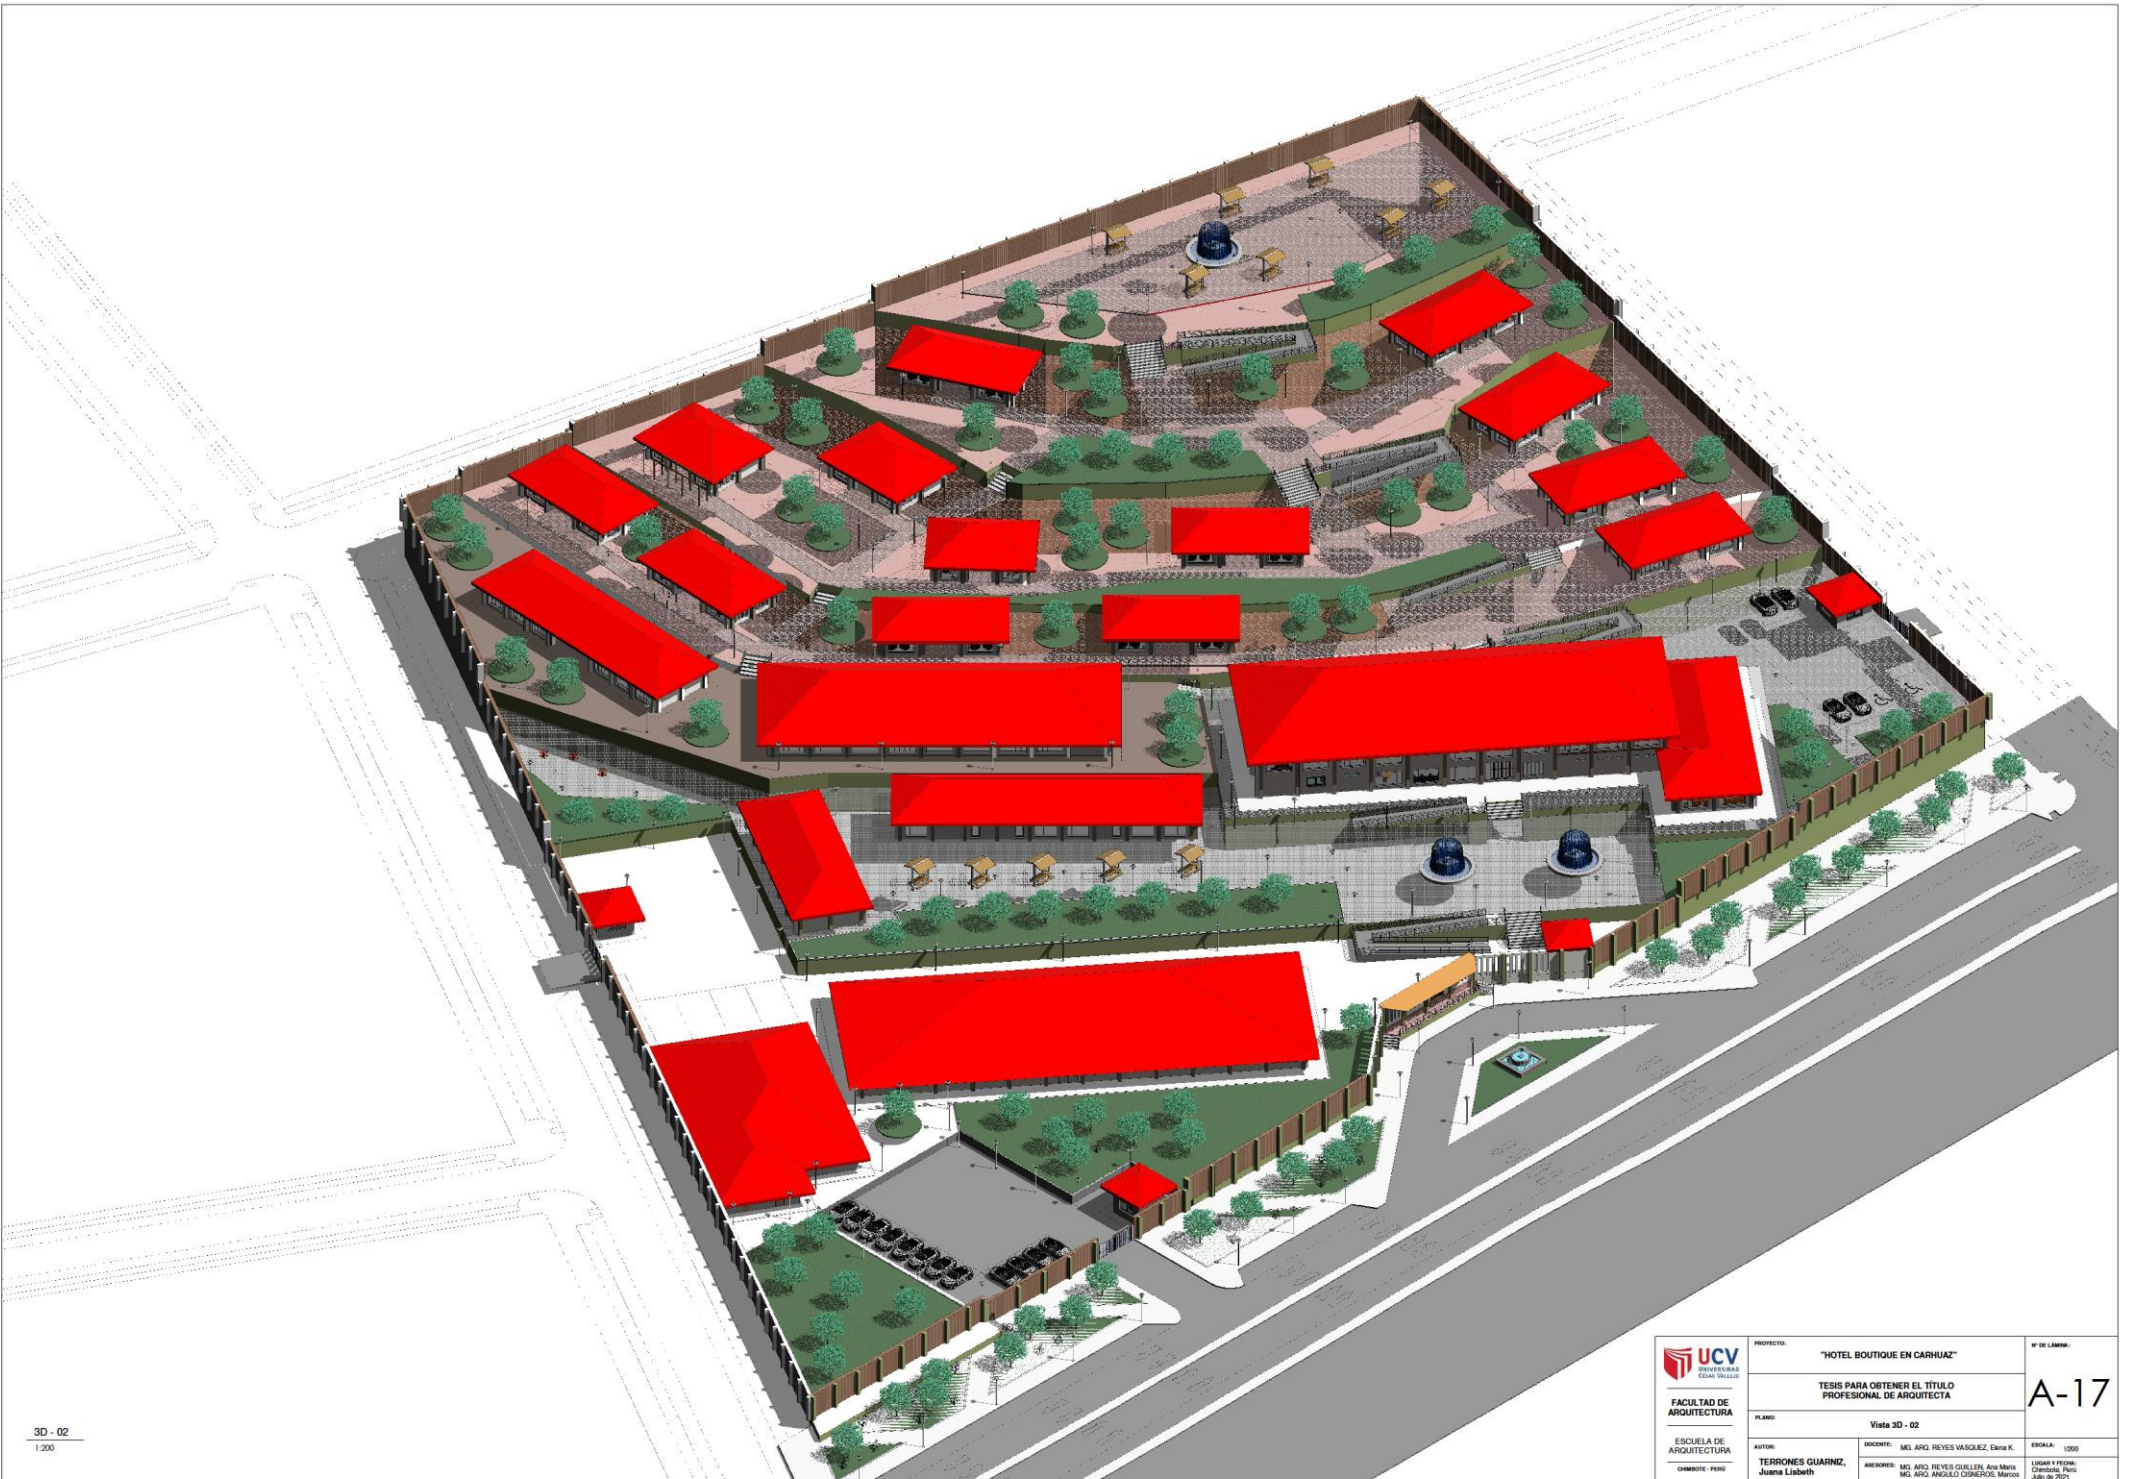 3D - 02
1:200
UCV
UNIVERSIDAD
CÉSAR VALLEJO
FACULTAD DE
ARQUITECTURA
ESCUELA DE
ARQUITECTURA
CHIMBOTE - PERÚ
PROYECTO:
"HOTEL BOUTIQUE EN CARHUAZ"
TESIS PARA OBTENER EL TÍTULO
PROFESIONAL DE ARQUITECTA
PLANO:
Vista 3D - 02
AUTOR:
TERRONES GUARNIZ,
Juana Lisbeth
DOCENTE: MG. ARQ. REYES VASQUEZ, Elena K.
ASESORES: MG. ARQ. REYES GUILLEN, Ana Maria
MG. ARQ. ANGULO CISNEROS, Marcos
N° DE LÁMINA:
A-17
ESCALA: 1/200
LUGAR Y FECHA:
Chimbote, Perú
Julio de 2021